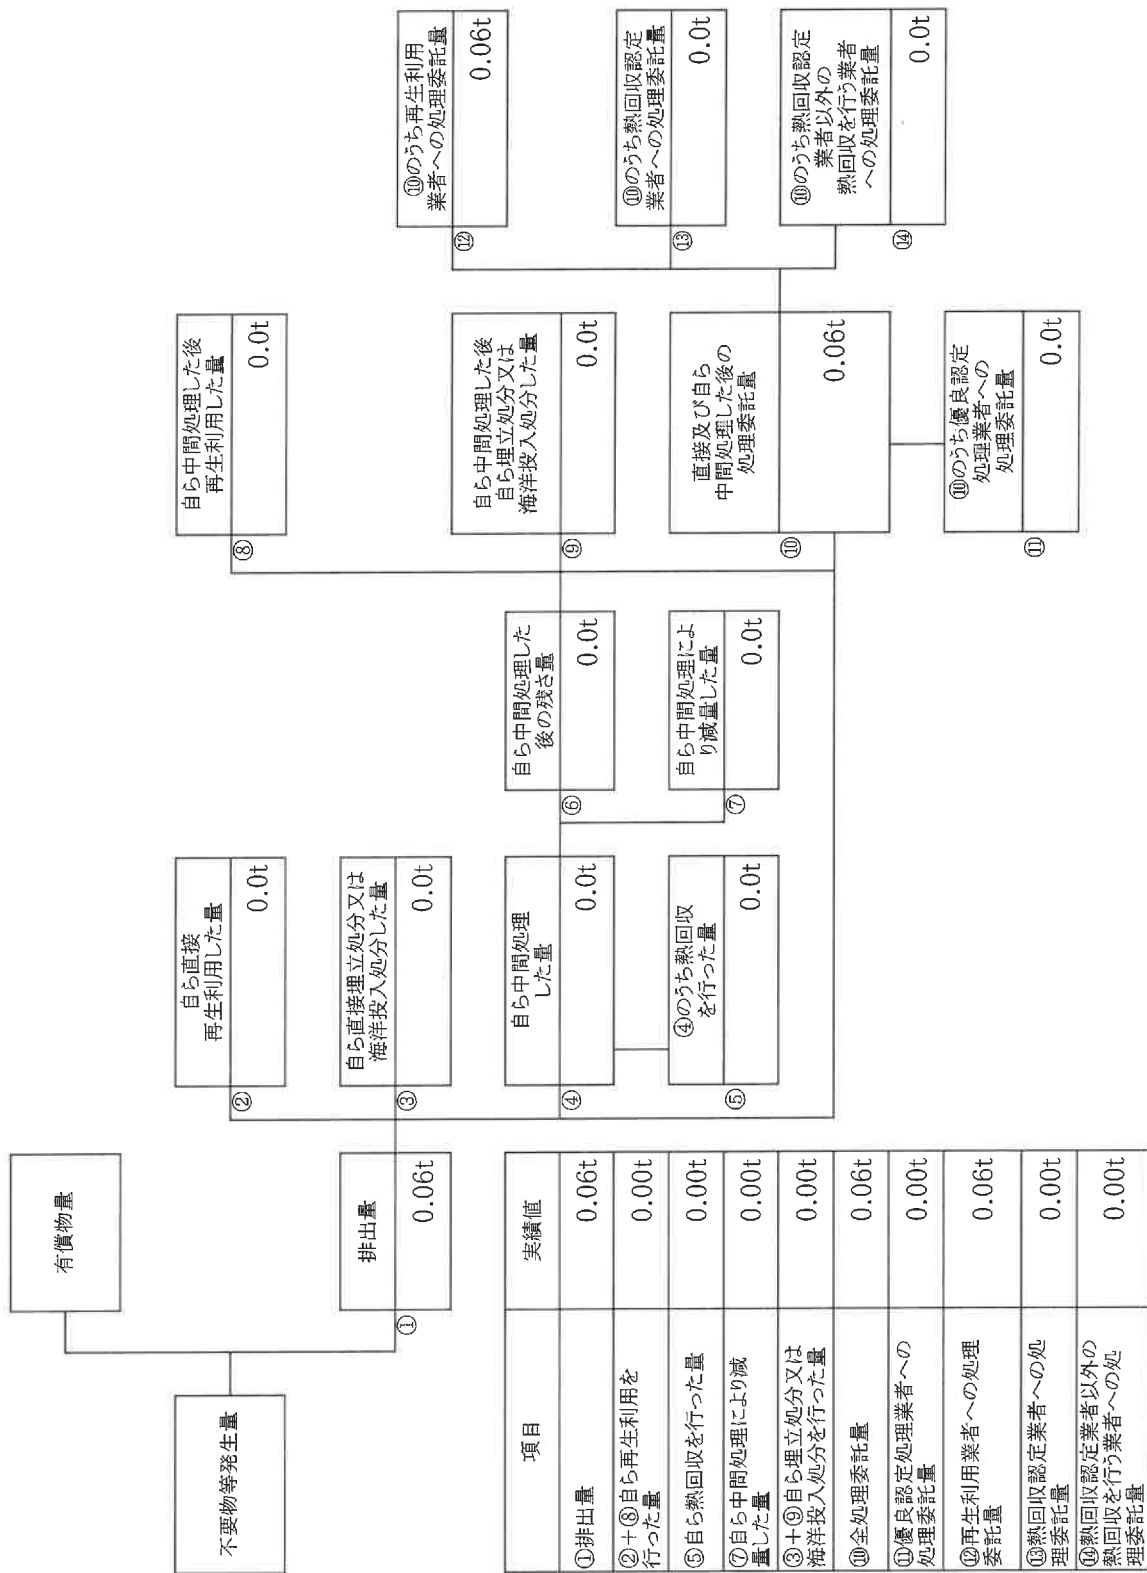 不要物等発生量
有償物量
排出量
① 0.06t
自ら直接
再生利用した量
② 0.0t
自ら直接埋立処分又は
海洋投入処分した量
③ 0.0t
自ら中間処理
した量
④ 0.0t
④のうち熱回収
を行った量
⑤ 0.0t
自ら中間処理した
後の残さ量
⑥ 0.0t
自ら中間処理によ
り減量した量
⑦ 0.0t
自ら中間処理した後
再生利用した量
⑧ 0.0t
自ら中間処理した後
自ら埋立処分又は
海洋投入処分した量
⑨ 0.0t
直接及び自ら
中間処理した後の
処理委託量
⑩ 0.06t
⑩のうち優良認定
処理業者への
処理委託量
⑪ 0.0t
⑩のうち再生利用
業者への処理委託量
⑫ 0.06t
⑩のうち熱回収認定
業者への処理委託量
⑬ 0.0t
⑩のうち熱回収認定
業者以外の
熱回収を行う業者
への処理委託量
⑭ 0.0t
項目 実績値
①排出量 0.06t
②+⑧自ら再生利用を
行った量 0.00t
⑤自ら熱回収を行った量 0.00t
⑦自ら中間処理により減
量した量 0.00t
③+⑨自ら埋立処分又は
海洋投入処分を行った量 0.00t
⑩全処理委託量 0.06t
⑪優良認定処理業者への
処理委託量 0.00t
⑫再生利用業者への処理
委託量 0.06t
⑬熱回収認定業者への処
理委託量 0.00t
⑭熱回収認定業者以外の
熱回収を行う業者への処
理委託量 0.00t